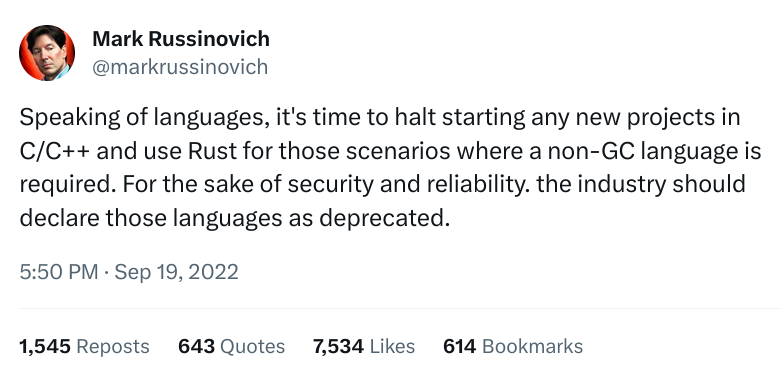 Mark Russinovich
@markrussinovich
Speaking of languages, it's time to halt starting any new projects in
C/C++ and use Rust for those scenarios where a non-GC language is
required. For the sake of security and reliability. the industry should
declare those languages as deprecated.
5:50 PM · Sep 19, 2022
1,545 Reposts 643 Quotes 7,534 Likes 614 Bookmarks